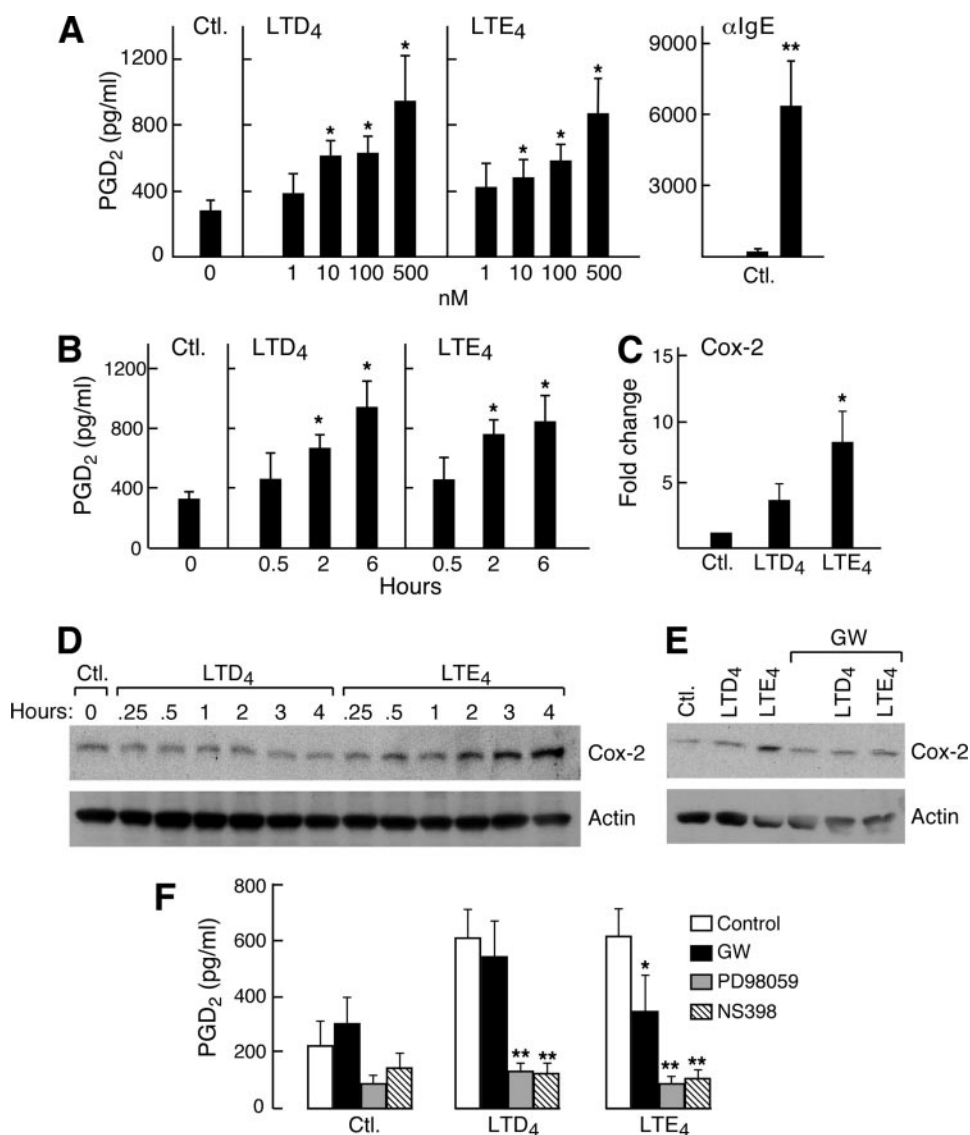 A
Ctl.
LTD₄
LTE₄
αIgE
PGD₂ (pg/ml)
1200
800
400
0
*
*
*
*
*
*
9000
6000
3000
**
0
1
10
100
500
1
10
100
500
Ctl.
nM
B
Ctl.
LTD₄
LTE₄
PGD₂ (pg/ml)
1200
800
400
0
*
*
*
*
0
0.5
2
6
0.5
2
6
Hours
C
Cox-2
Fold change
15
10
5
*
Ctl.
LTD₄
LTE₄
D
Ctl.
LTD₄
LTE₄
Hours: 0 .25 .5 1 2 3 4 .25 .5 1 2 3 4
Cox-2
Actin
E
GW
Ctl.
LTD₄
LTE₄
LTD₄
LTE₄
Cox-2
Actin
F
PGD₂ (pg/ml)
800
600
400
200
0
** **
*
** **
Control
GW
PD98059
NS398
Ctl.
LTD₄
LTE₄